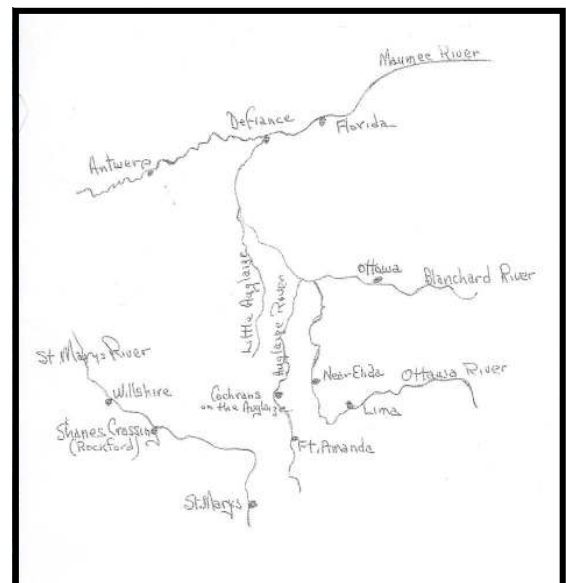 Maumee River
Defiance
Florida
Antwerp
Ottawa
Blanchard River
Little Auglaize
Auglaize River
St Marys River
Near Elida
Ottawa River
Willshire
Cochrans
on the Auglaize
Lima
Shanes Crossing
(Rockford)
Ft. Amanda
St. Marys